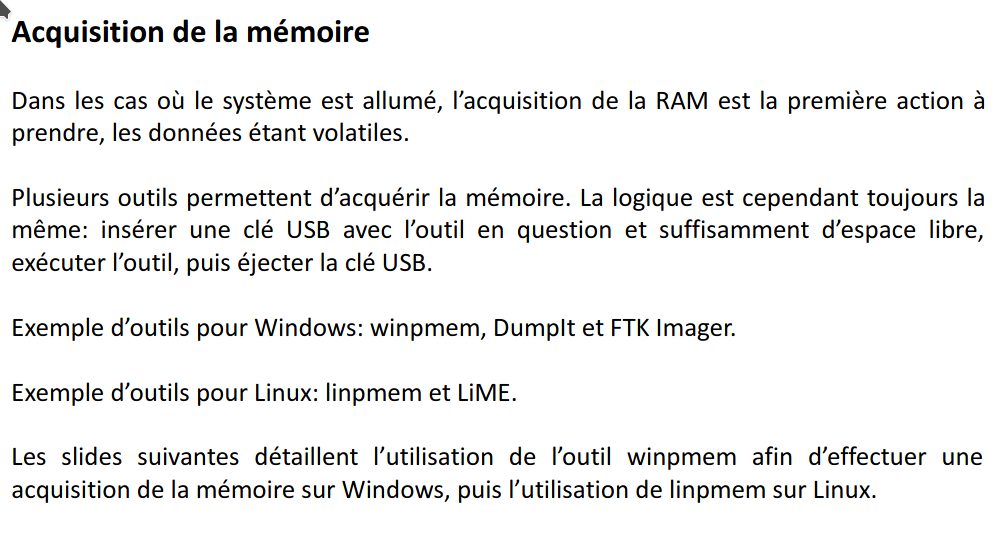 Acquisition de la mémoire
Dans les cas où le système est allumé, l’acquisition de la RAM est la première action à
prendre, les données étant volatiles.
Plusieurs outils permettent d’acquérir la mémoire. La logique est cependant toujours la
même: insérer une clé USB avec l’outil en question et suffisamment d’espace libre,
exécuter l’outil, puis éjecter la clé USB.
Exemple d’outils pour Windows: winpmem, DumpIt et FTK Imager.
Exemple d’outils pour Linux: linpmem et LiME.
Les slides suivantes détaillent l’utilisation de l’outil winpmem afin d’effectuer une
acquisition de la mémoire sur Windows, puis l’utilisation de linpmem sur Linux.